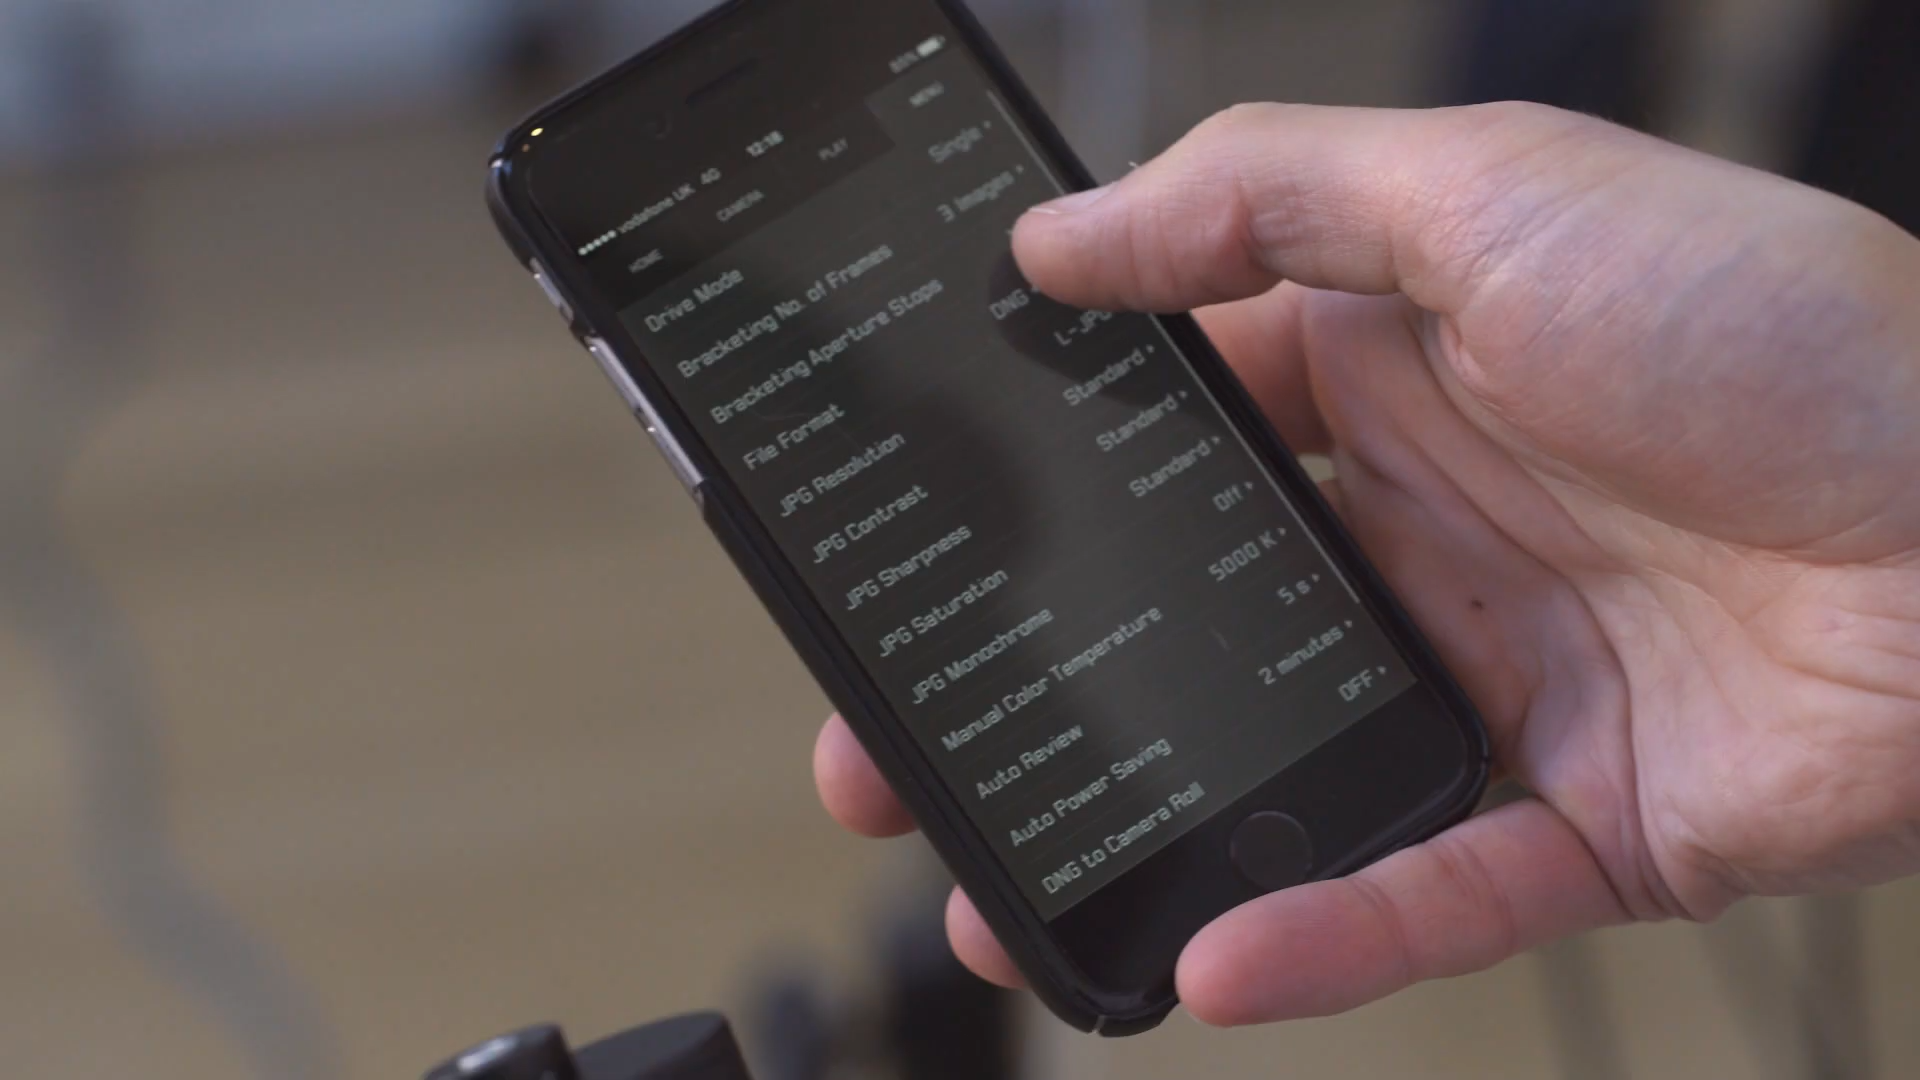 vodafone UK 4G 12:18 85%
HOME CAMERA PLAY MENU
Drive Mode Single
Bracketing No. of Frames 3 Images
Bracketing Aperture Stops
File Format DNG
JPG Resolution L-JPG
JPG Contrast Standard
JPG Sharpness Standard
JPG Saturation Standard
JPG Monochrome Off
Manual Color Temperature 5000 K
Auto Review 5 s
Auto Power Saving 2 minutes
DNG to Camera Roll OFF